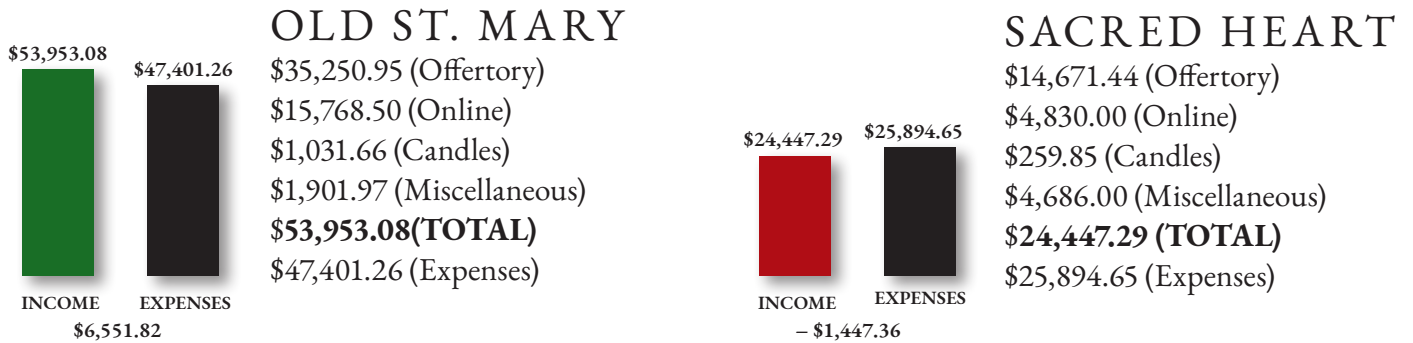 $53,953.08
$47,401.26
INCOME
EXPENSES
$6,551.82
OLD ST. MARY
$35,250.95 (Offertory)
$15,768.50 (Online)
$1,031.66 (Candles)
$1,901.97 (Miscellaneous)
$53,953.08(TOTAL)
$47,401.26 (Expenses)
$24,447.29
$25,894.65
INCOME
EXPENSES
– $1,447.36
SACRED HEART
$14,671.44 (Offertory)
$4,830.00 (Online)
$259.85 (Candles)
$4,686.00 (Miscellaneous)
$24,447.29 (TOTAL)
$25,894.65 (Expenses)